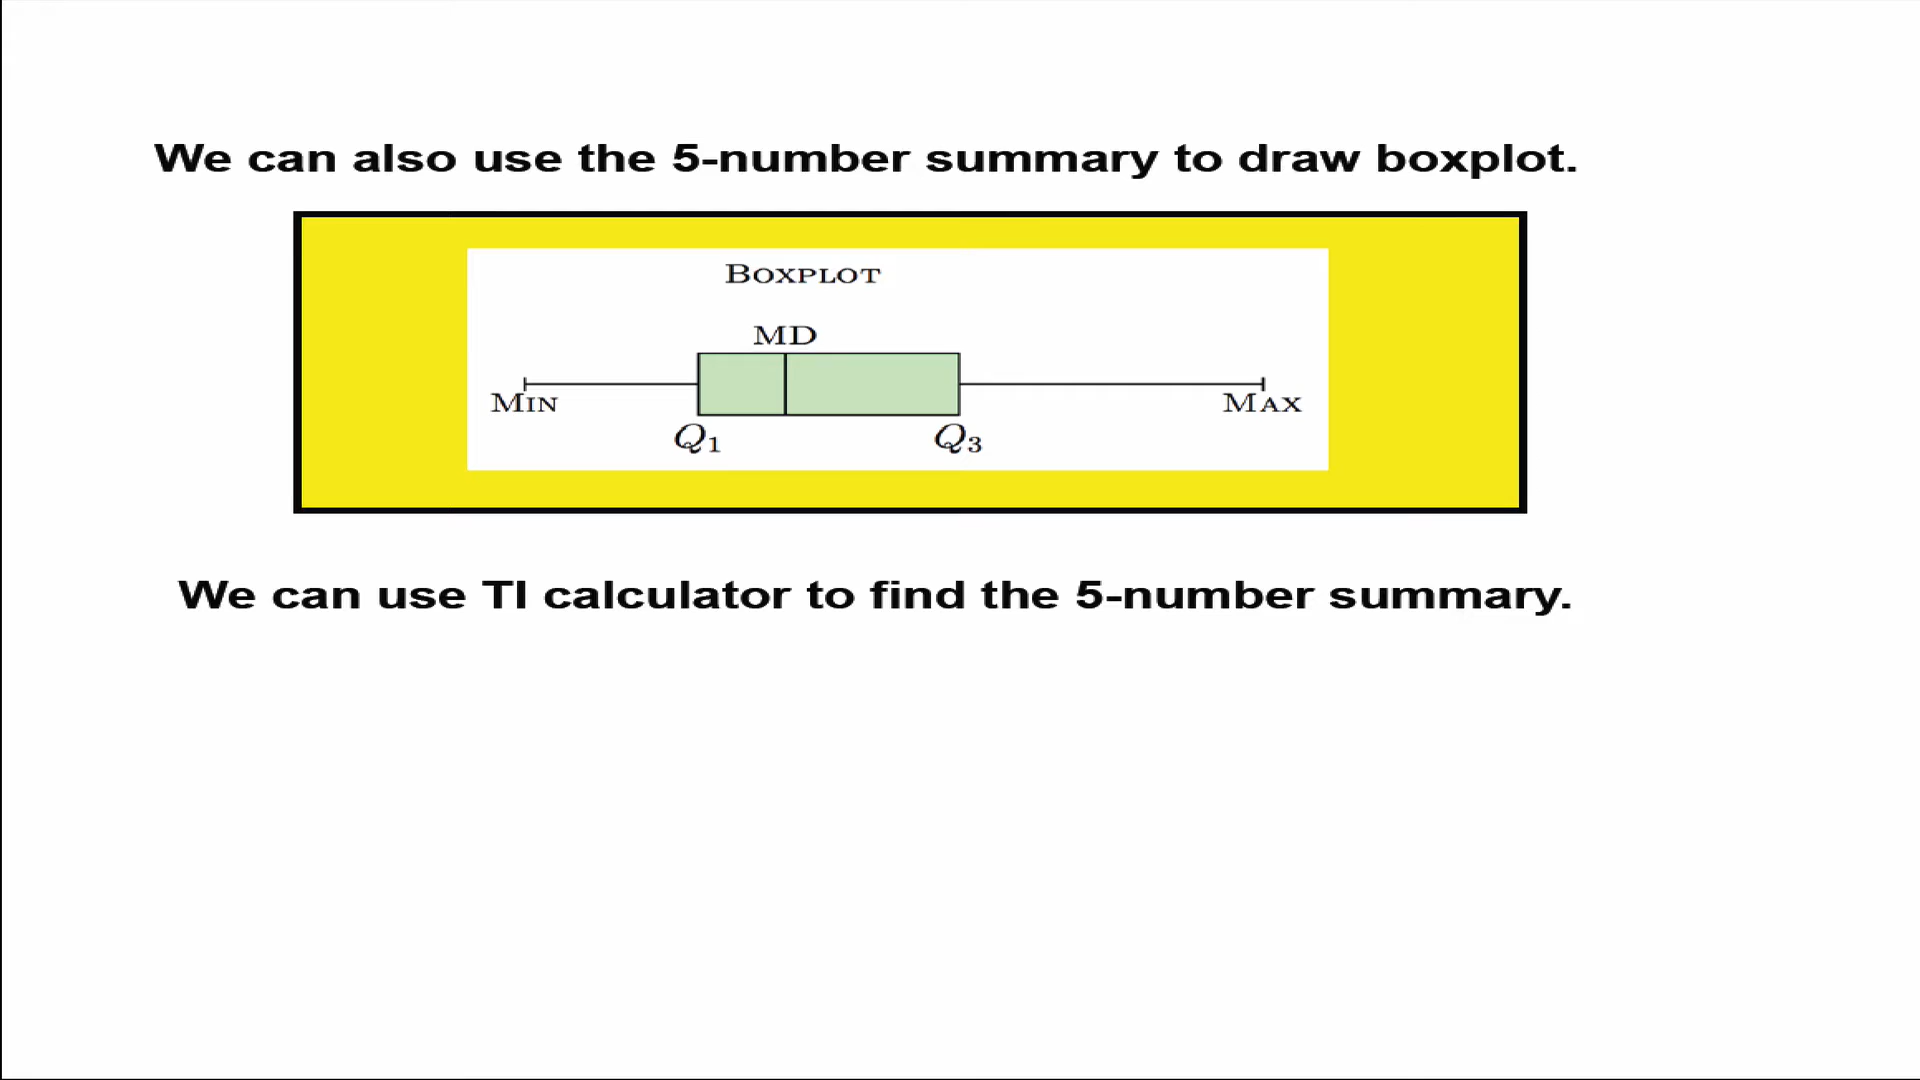 We can also use the 5-number summary to draw boxplot.
BOXPLOT
MD
MIN
MAX
Q1
Q3
We can use TI calculator to find the 5-number summary.